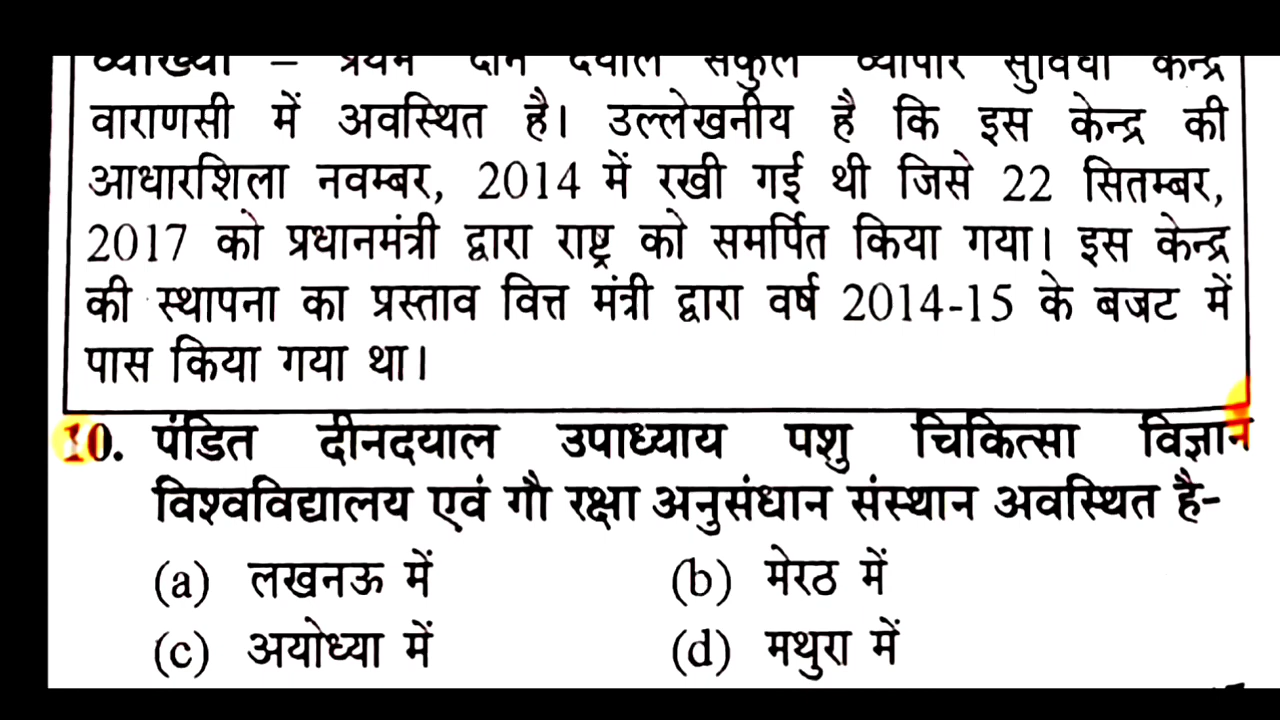 व्याख्या – प्रथम दीन दयाल संकुल व्यापार सुविधा केन्द्र
वाराणसी में अवस्थित है। उल्लेखनीय है कि इस केन्द्र की
आधारशिला नवम्बर, 2014 में रखी गई थी जिसे 22 सितम्बर,
2017 को प्रधानमंत्री द्वारा राष्ट्र को समर्पित किया गया। इस केन्द्र
की स्थापना का प्रस्ताव वित्त मंत्री द्वारा वर्ष 2014-15 के बजट में
पास किया गया था।
10. पंडित दीनदयाल उपाध्याय पशु चिकित्सा विज्ञान
विश्वविद्यालय एवं गौ रक्षा अनुसंधान संस्थान अवस्थित है-
(a) लखनऊ में (b) मेरठ में
(c) अयोध्या में (d) मथुरा में